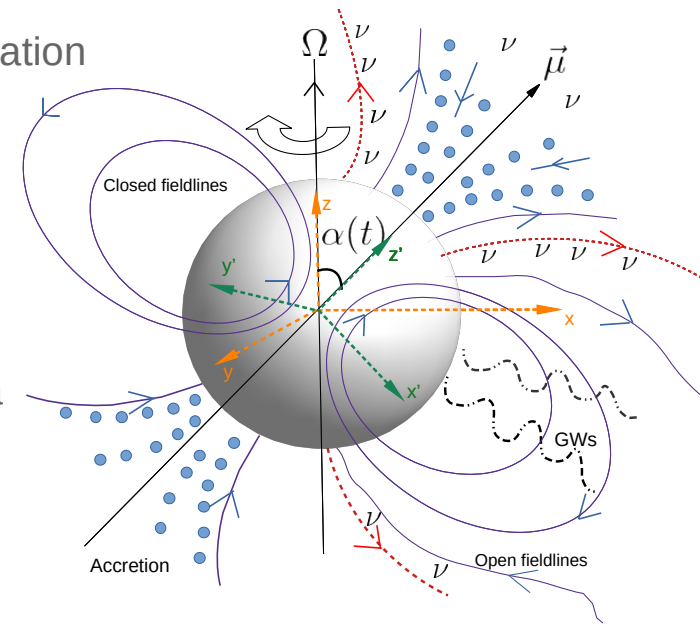 ation
Ω
ν
ν
ν
ν
ν
μ⃗
ν
Closed fieldlines
z
α(t)
z'
y'
ν
ν
ν
ν
x
y
x'
GWs
ν
Accretion
ν
Open fieldlines